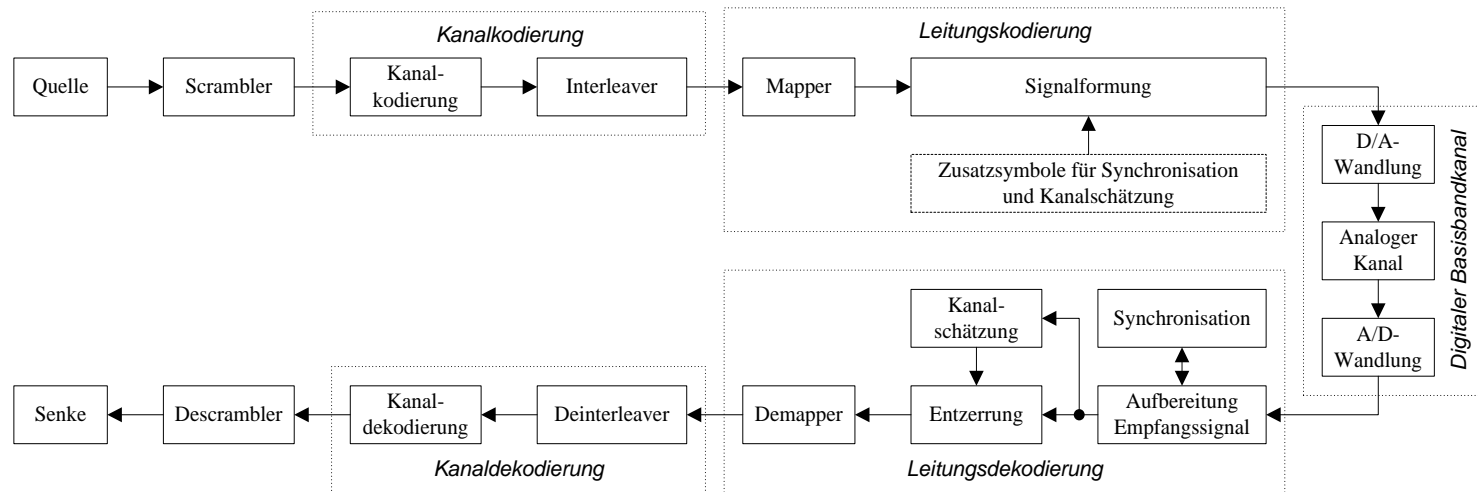 Kanalkodierung
Leitungskodierung
Quelle
Scrambler
Kanal-
kodierung
Interleaver
Mapper
Signalformung
Zusatzsymbole für Synchronisation
und Kanalschätzung
D/A-
Wandlung
Analoger
Kanal
A/D-
Wandlung
Digitaler Basisbandkanal
Kanal-
schätzung
Synchronisation
Senke
Descrambler
Kanal-
dekodierung
Deinterleaver
Demapper
Entzerrung
Aufbereitung
Empfangssignal
Kanaldekodierung
Leitungsdekodierung